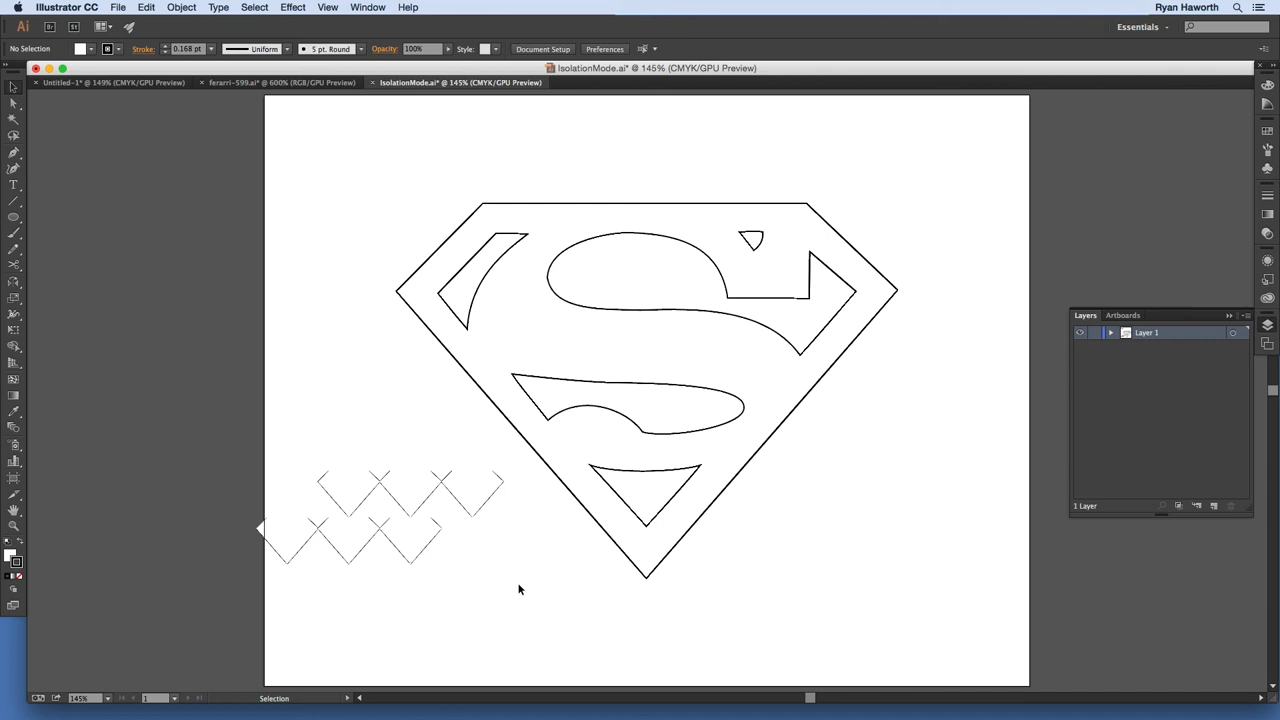 Illustrator CC File Edit Object Type Select Effect View Window Help Ryan Haworth
Ai Br St Essentials
No Selection Stroke: 0.168 pt Uniform 5 pt. Round Opacity: 100% Style: Document Setup Preferences
IsolationMode.ai* @ 145% (CMYK/GPU Preview)
Untitled-1* @ 149% (CMYK/GPU Preview) ferarri-599.ai* @ 600% (RGB/GPU Preview) IsolationMode.ai* @ 145% (CMYK/GPU Preview)
Layers Artboards
Layer 1
1 Layer
145% 1 Selection